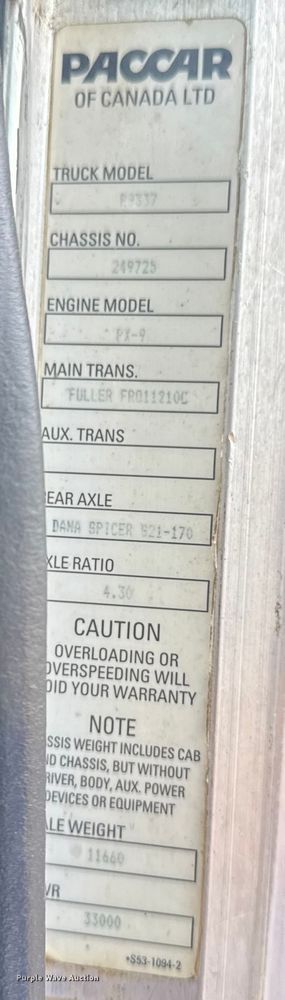 PACCAR
OF CANADA LTD
TRUCK MODEL
P9337
CHASSIS NO.
249725
ENGINE MODEL
PX-9
MAIN TRANS.
FULLER FRO11210C
AUX. TRANS
EAR AXLE
DANA SPICER S21-170
XLE RATIO
4.30
CAUTION
OVERLOADING OR
OVERSPEEDING WILL
OID YOUR WARRANTY
NOTE
SSIS WEIGHT INCLUDES CAB
ND CHASSIS, BUT WITHOUT
RIVER, BODY, AUX. POWER
DEVICES OR EQUIPMENT
LE WEIGHT
11640
VR
33000
*S53-1094-2
Purple Wave Auction